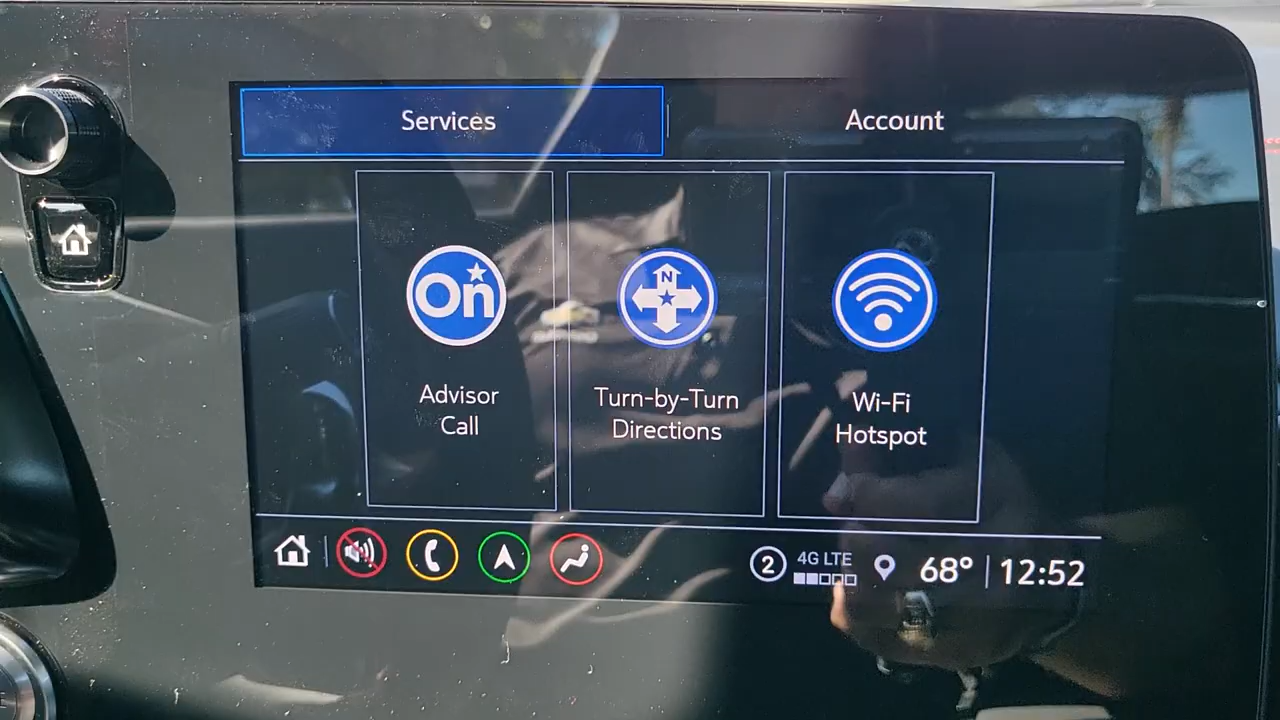 Services
Account
On
N
Advisor
Call
Turn-by-Turn
Directions
Wi-Fi
Hotspot
2
4G LTE
68°
12:52